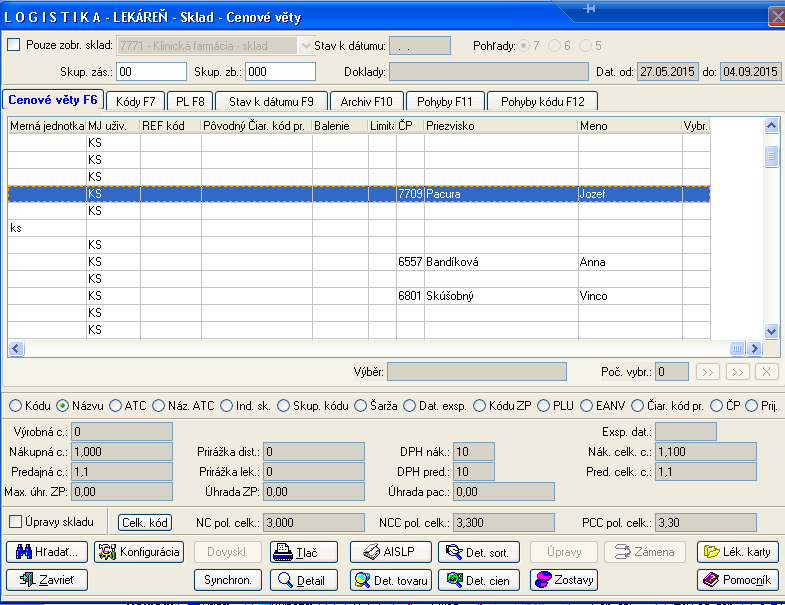 L O G I S T I K A - LEKÁREŇ - Sklad - Cenové věty
Pouze zobr. sklad: 7771 - Klinická farmácia - sklad Stav k dátumu: . . Pohľady: 7 6 5
Skup. zás.: 00 Skup. zb.: 000 Doklady: Dat. od: 27.05.2015 do: 04.09.2015
Cenové věty F6 Kódy F7 PL F8 Stav k dátumu F9 Archiv F10 Pohyby F11 Pohyby kódu F12
Merná jednotka MJ uživ. REF kód Pôvodný Čiar. kód pr. Balenie Limitá ČP Priezvisko Meno Vybr.
KS
KS
KS
KS 7709 Pacura Jozef
KS
ks
KS
KS 6557 Bandíková Anna
KS
KS 6801 Skúšobný Vinco
KS
KS
Výběr: Poč. vybr.: 0 >> >> X
Kódu Názvu ATC Náz. ATC Ind. sk. Skup. kódu Šarža Dat. exsp. Kódu ZP PLU EANV Čiar. kód pr. ČP Prij.
Výrobná c.: 0 Exsp. dat.:
Nákupná c.: 1,000 Prirážka dist.: 0 DPH nák.: 10 Nák. celk. c.: 1,100
Predajná c.: 1,1 Prirážka lek.: 0 DPH pred.: 10 Pred. celk. c.: 1,1
Max. úhr. ZP: 0,00 Úhrada ZP: 0,00 Úhrada pac.: 0,00
Úpravy skladu Celk. kód NC pol. celk.: 3,000 NCC pol. celk.: 3,300 PCC pol. celk.: 3,30
Hľadať... Konfigurácia Dovyskl. Tlač AISLP Det. sort. Úpravy Zámena Lék. karty
Zavrieť Synchron. Detail Det. tovaru Det. cien Zostavy Pomocník